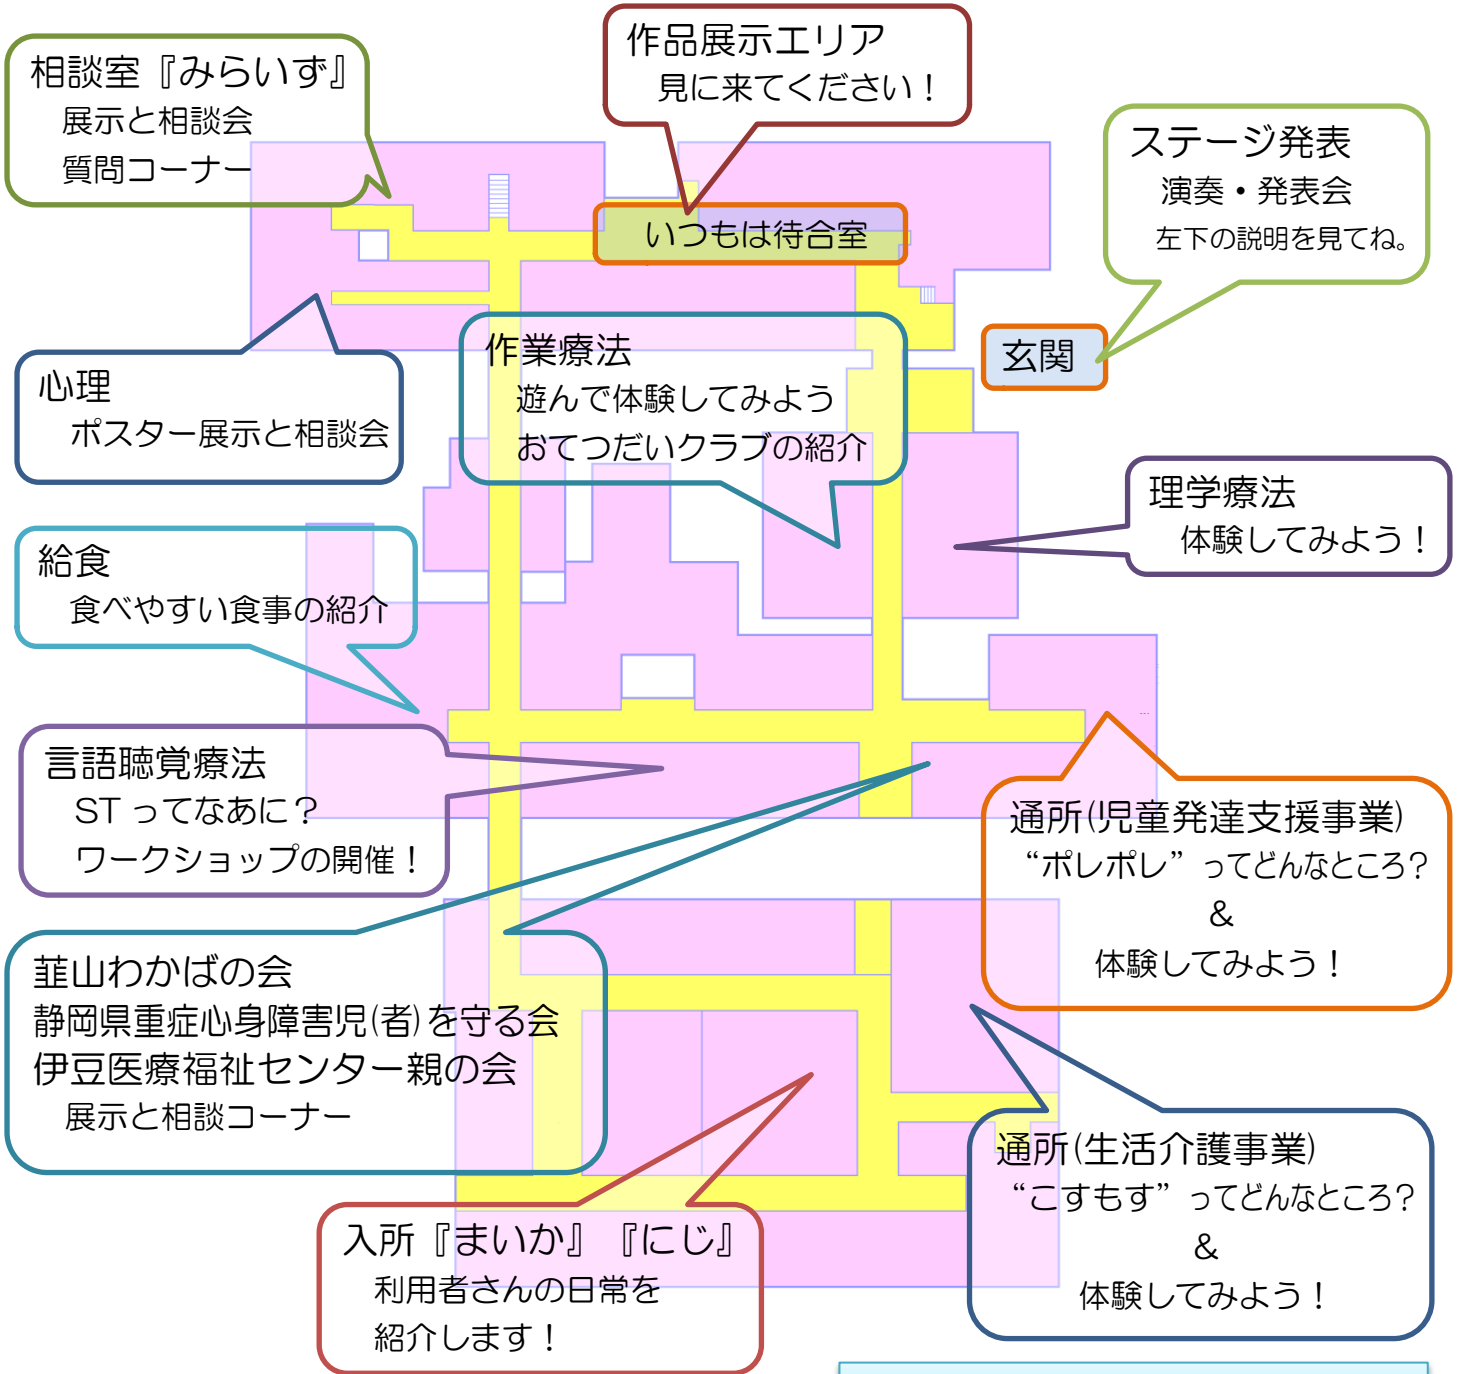 作品展示エリア
見に来てください！
相談室『みらいず』
展示と相談会
質問コーナー
ステージ発表
演奏・発表会
左下の説明を見てね。
いつもは待合室
玄関
作業療法
遊んで体験してみよう
おてつだいクラブの紹介
心理
ポスター展示と相談会
理学療法
体験してみよう！
給食
食べやすい食事の紹介
言語聴覚療法
ST ってなあに？
ワークショップの開催！
通所(児童発達支援事業)
“ポレポレ” ってどんなところ？
＆
体験してみよう！
韮山わかばの会
静岡県重症心身障害児(者)を守る会
伊豆医療福祉センター親の会
展示と相談コーナー
通所(生活介護事業)
“こすもす” ってどんなところ？
＆
体験してみよう！
入所『まいか』『にじ』
利用者さんの日常を
紹介します！